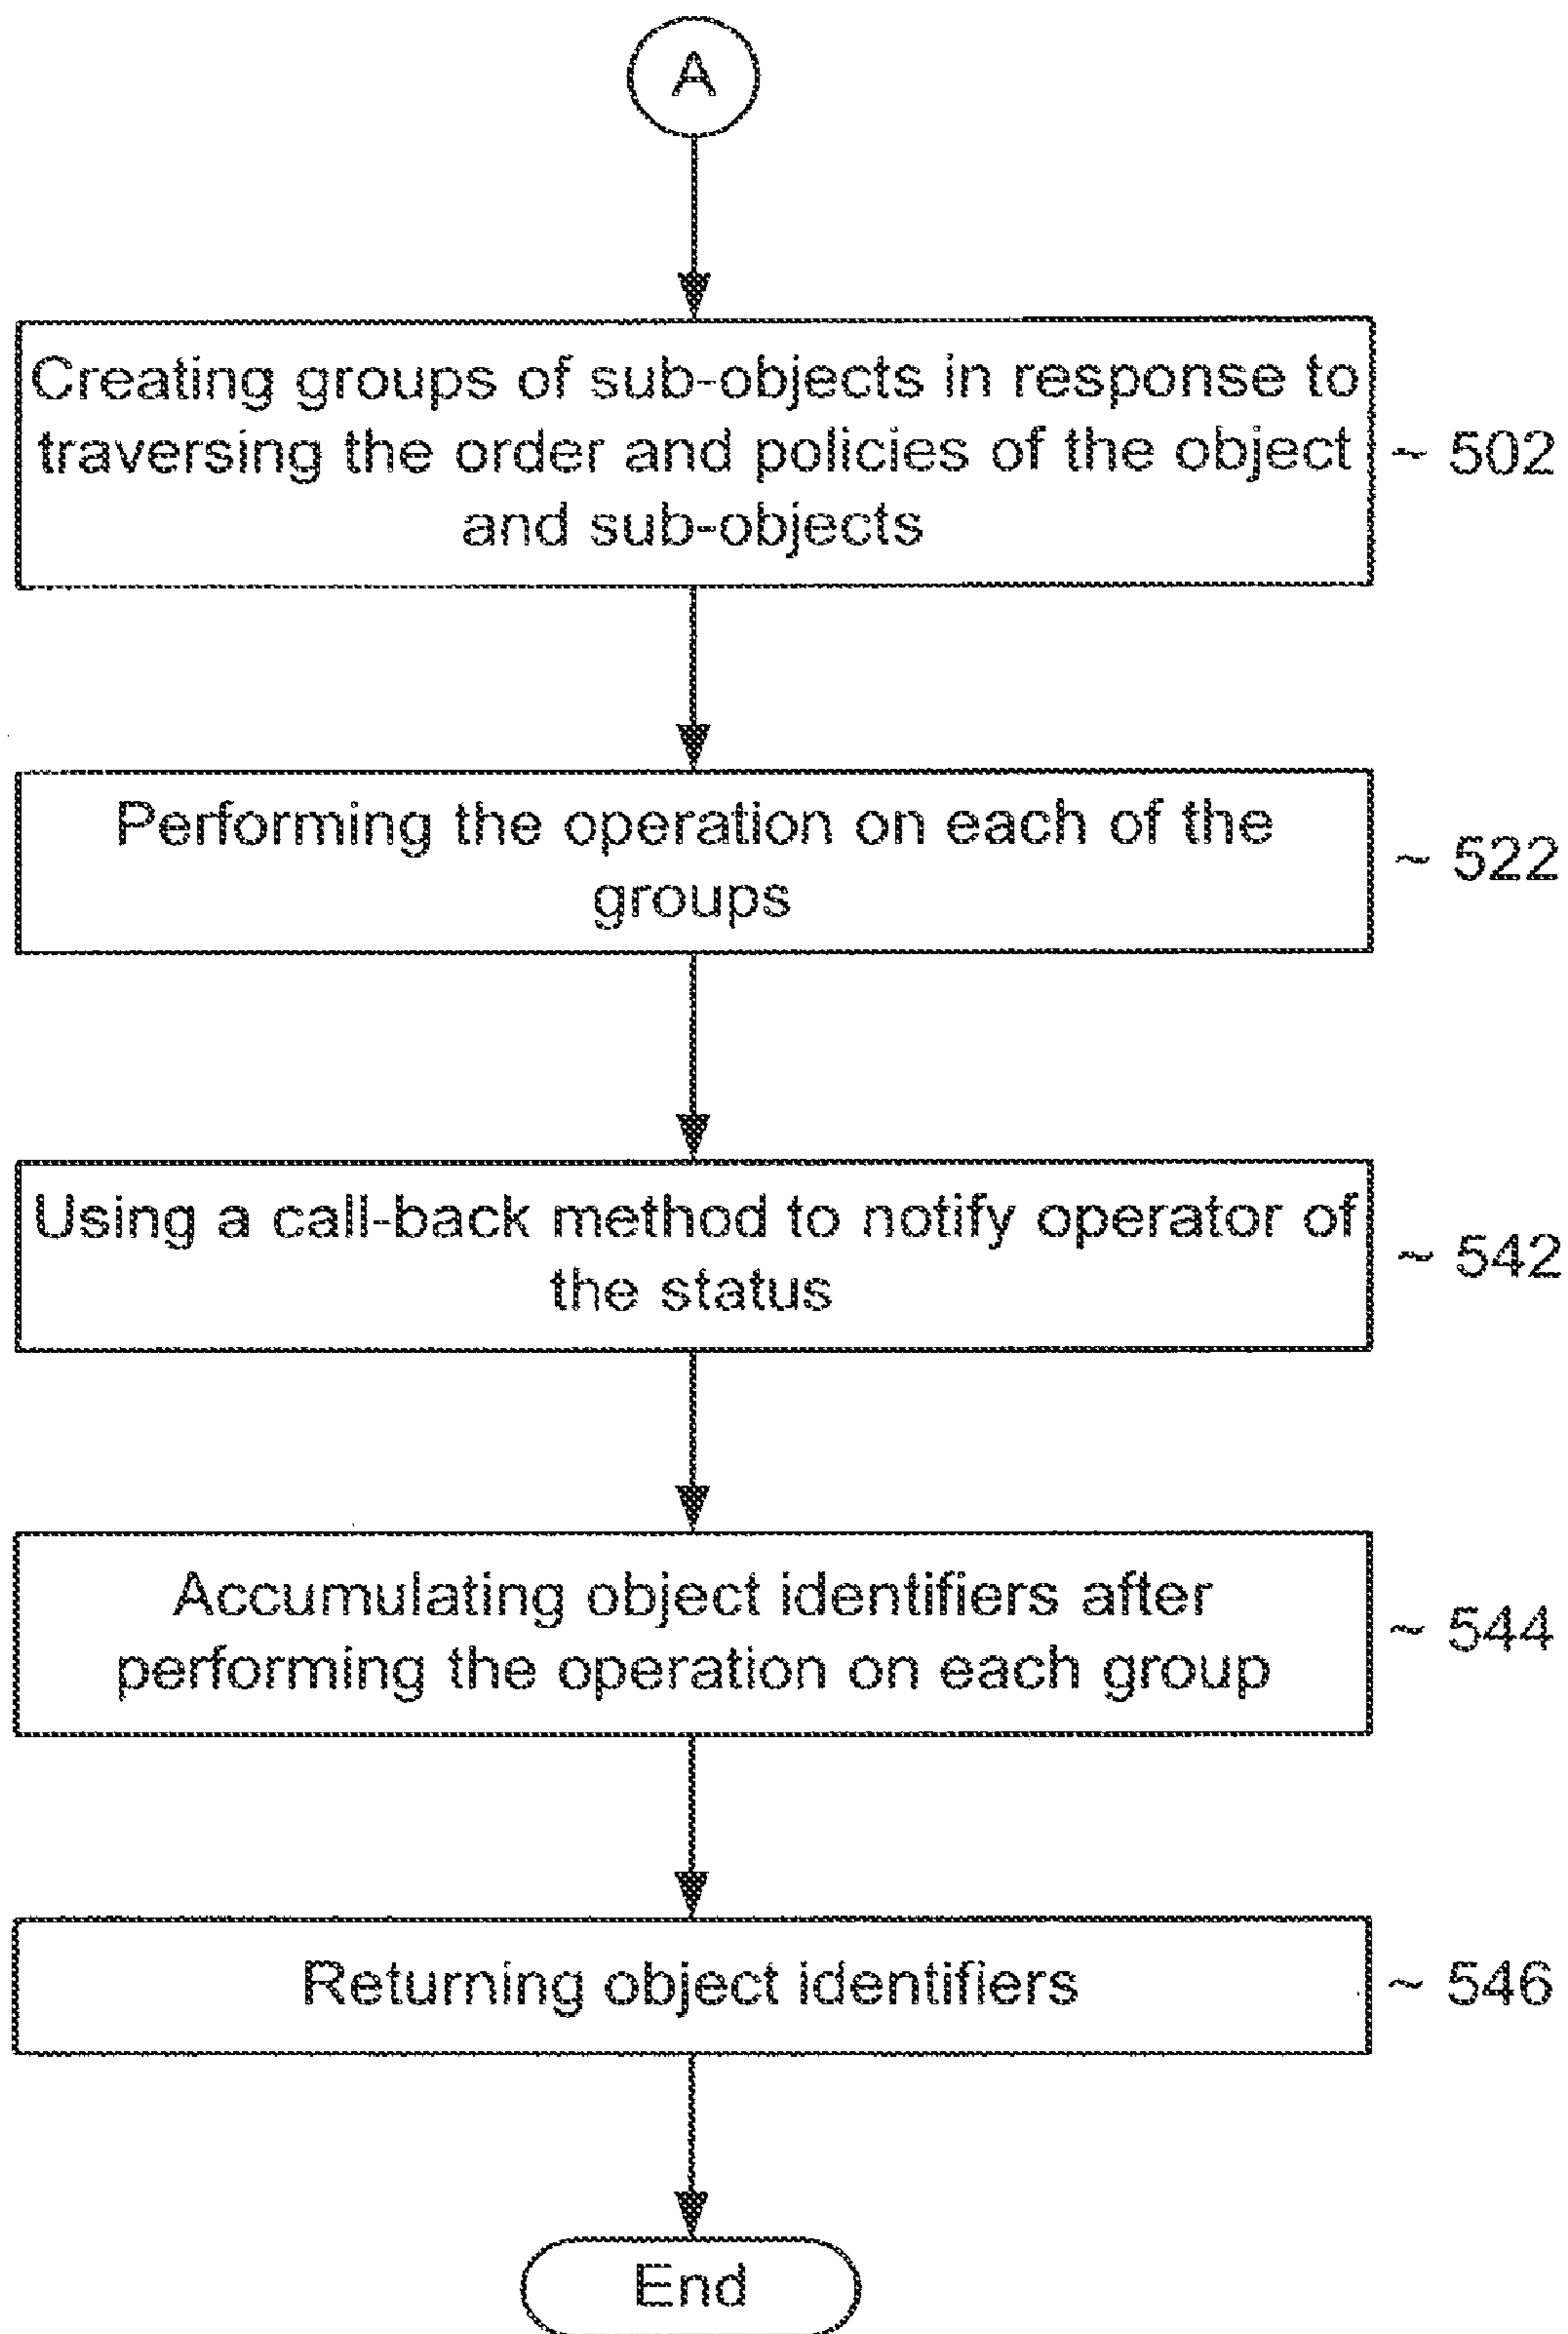 A
Creating groups of sub-objects in response to
traversing the order and policies of the object
and sub-objects
~ 502
Performing the operation on each of the
groups
~ 522
Using a call-back method to notify operator of
the status
~ 542
Accumulating object identifiers after
performing the operation on each group
~ 544
Returning object identifiers
~ 546
End